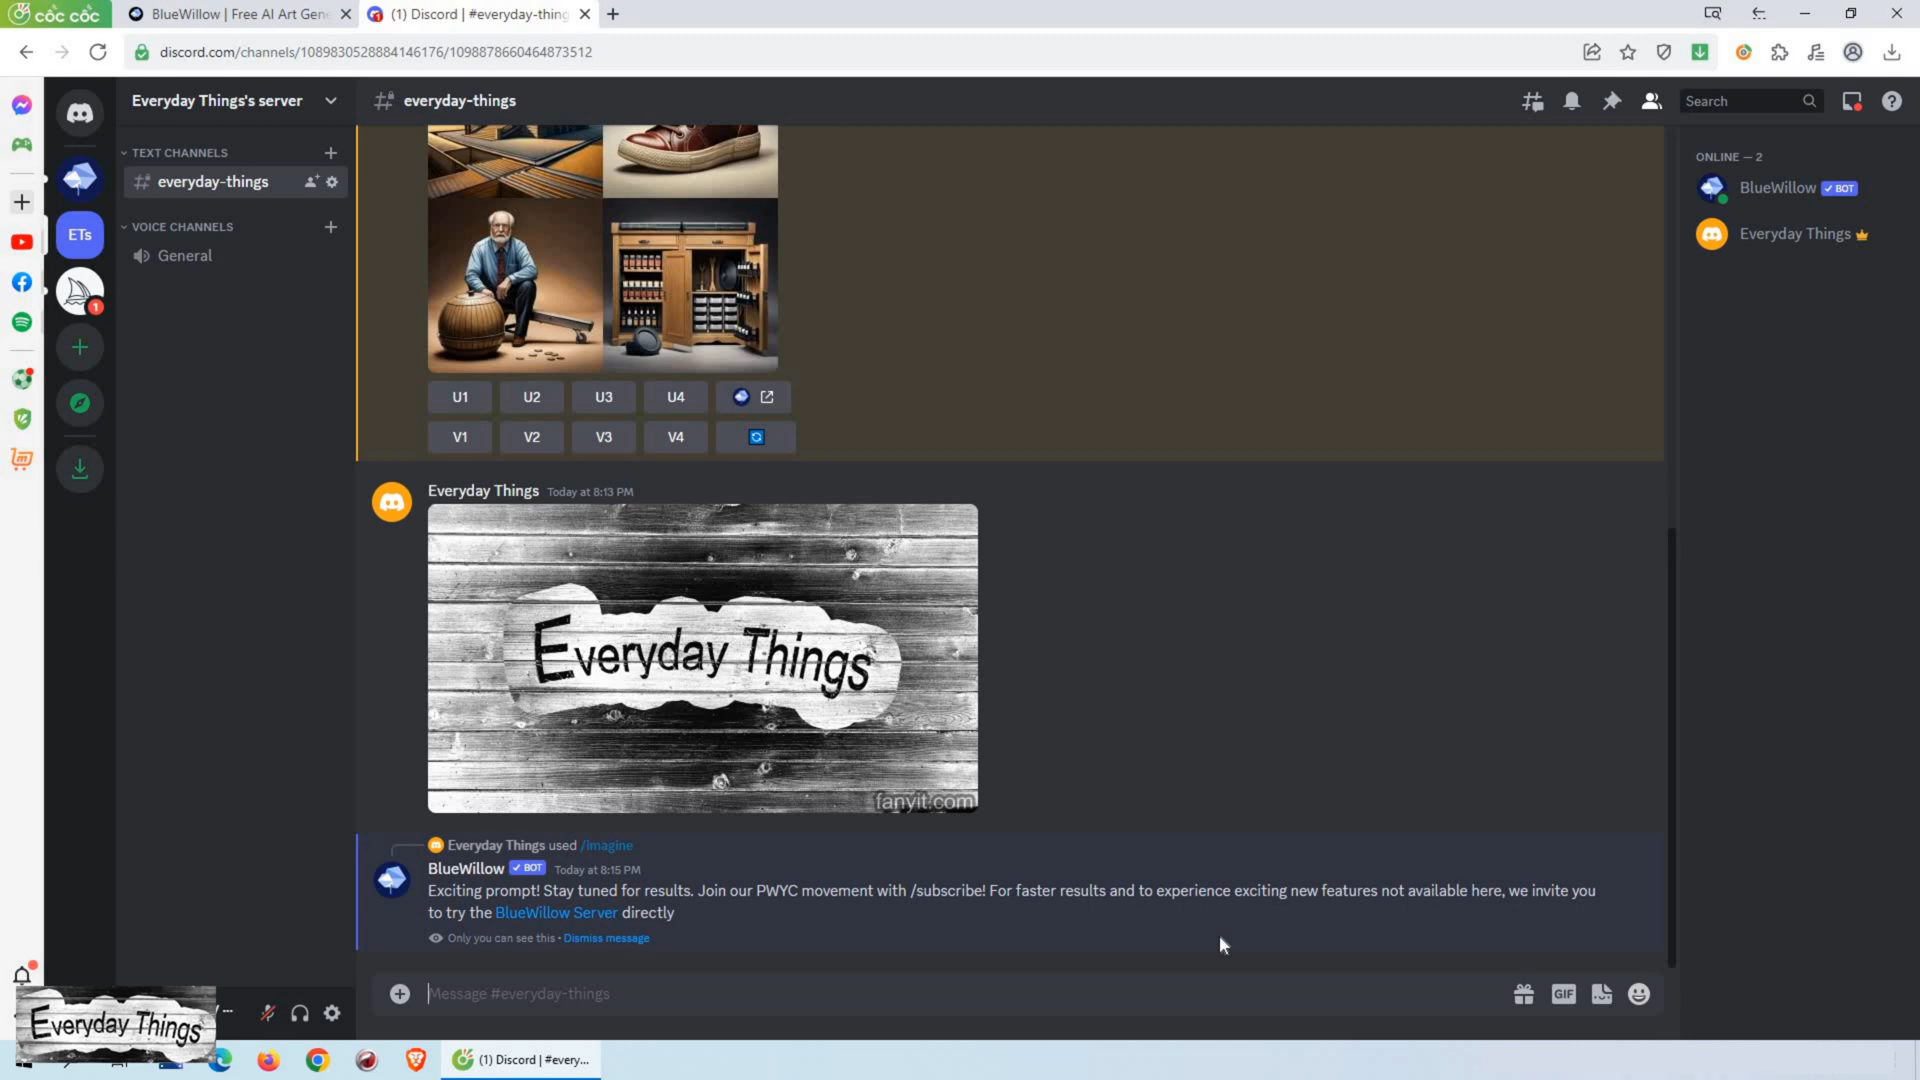 cốc cốc
BlueWillow | Free AI Art Gene
(1) Discord | #everyday-thing
discord.com/channels/1089830528884146176/1098878660464873512
Everyday Things's server
everyday-things
Search
TEXT CHANNELS
everyday-things
VOICE CHANNELS
General
ETs
1
ONLINE — 2
BlueWillow BOT
Everyday Things
U1 U2 U3 U4
V1 V2 V3 V4
Everyday Things Today at 8:13 PM
Everyday Things
fanyit.com
Everyday Things used /imagine
BlueWillow BOT Today at 8:15 PM
Exciting prompt! Stay tuned for results. Join our PWYC movement with /subscribe! For faster results and to experience exciting new features not available here, we invite you
to try the BlueWillow Server directly
Only you can see this • Dismiss message
Message #everyday-things
GIF
Everyday Things
(1) Discord | #every...